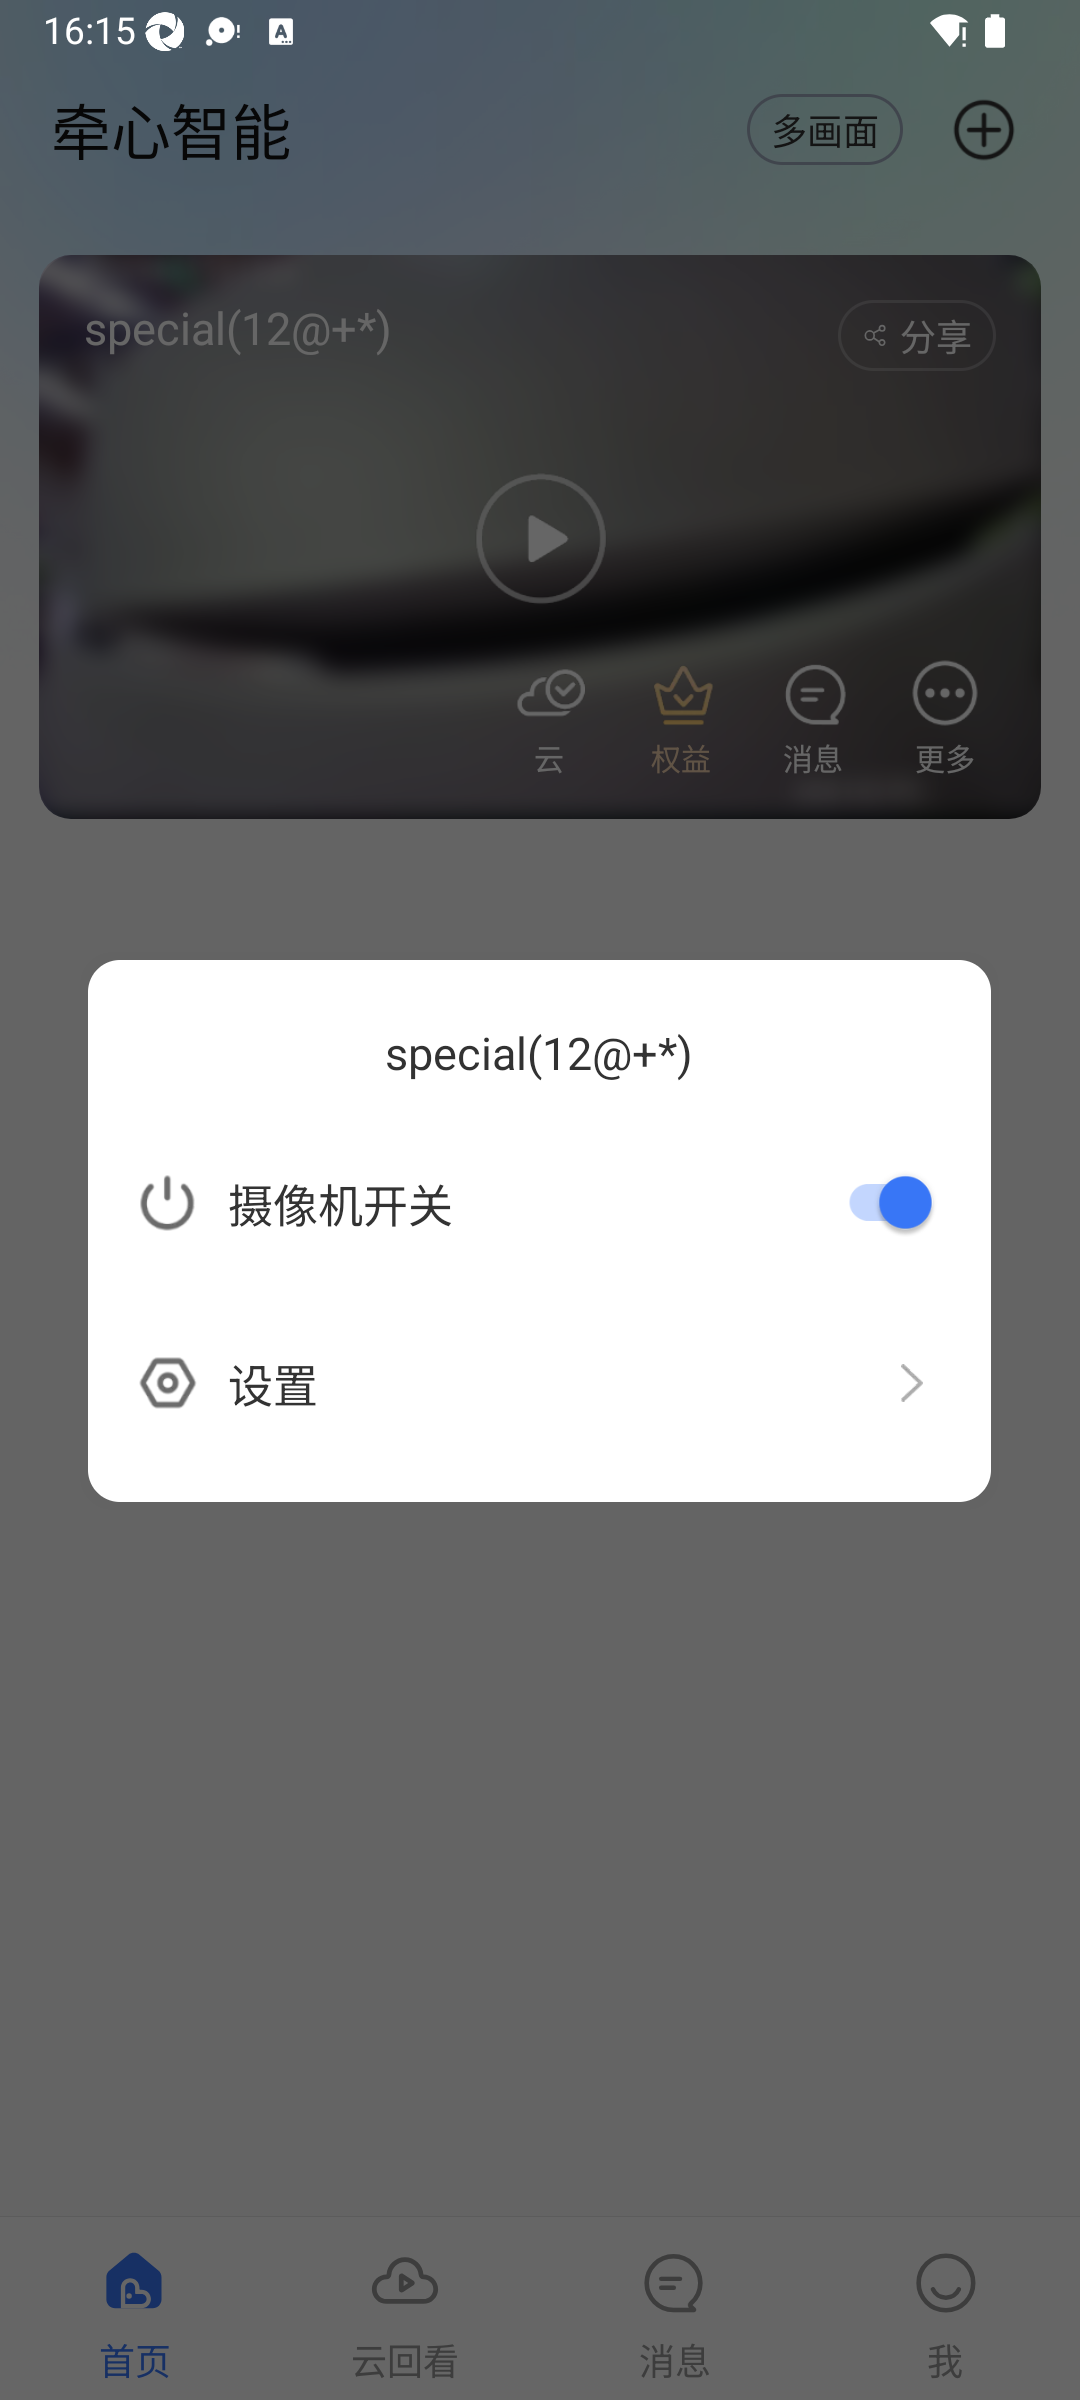 16:15
牵心智能
多画面
special(12@+*)
分享
云
权益
消息
更多
special(12@+*)
摄像机开关
设置
首页
云回看
消息
我